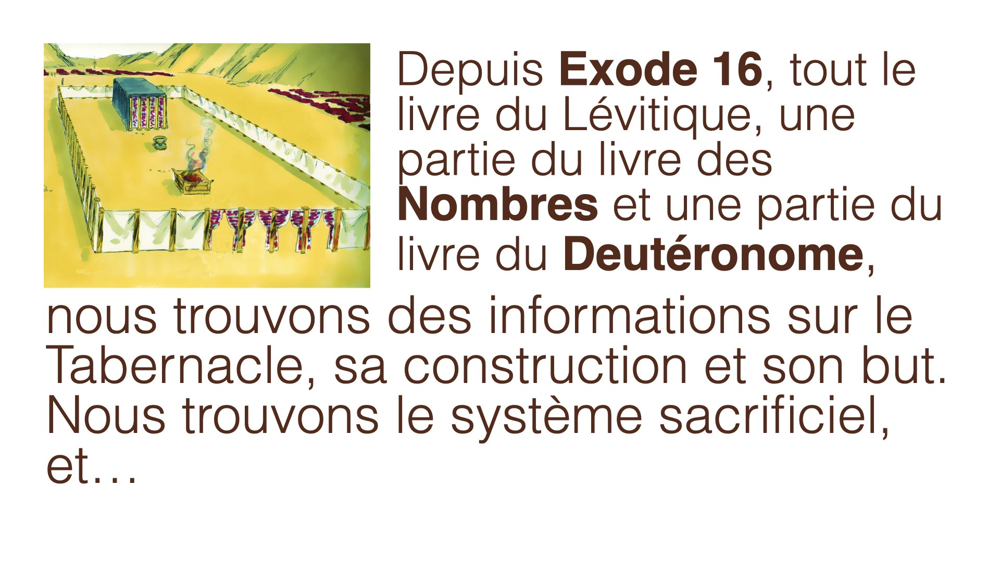 Depuis Exode 16, tout le
livre du Lévitique, une
partie du livre des
Nombres et une partie du
livre du Deutéronome,
nous trouvons des informations sur le
Tabernacle, sa construction et son but.
Nous trouvons le système sacrificiel,
et…